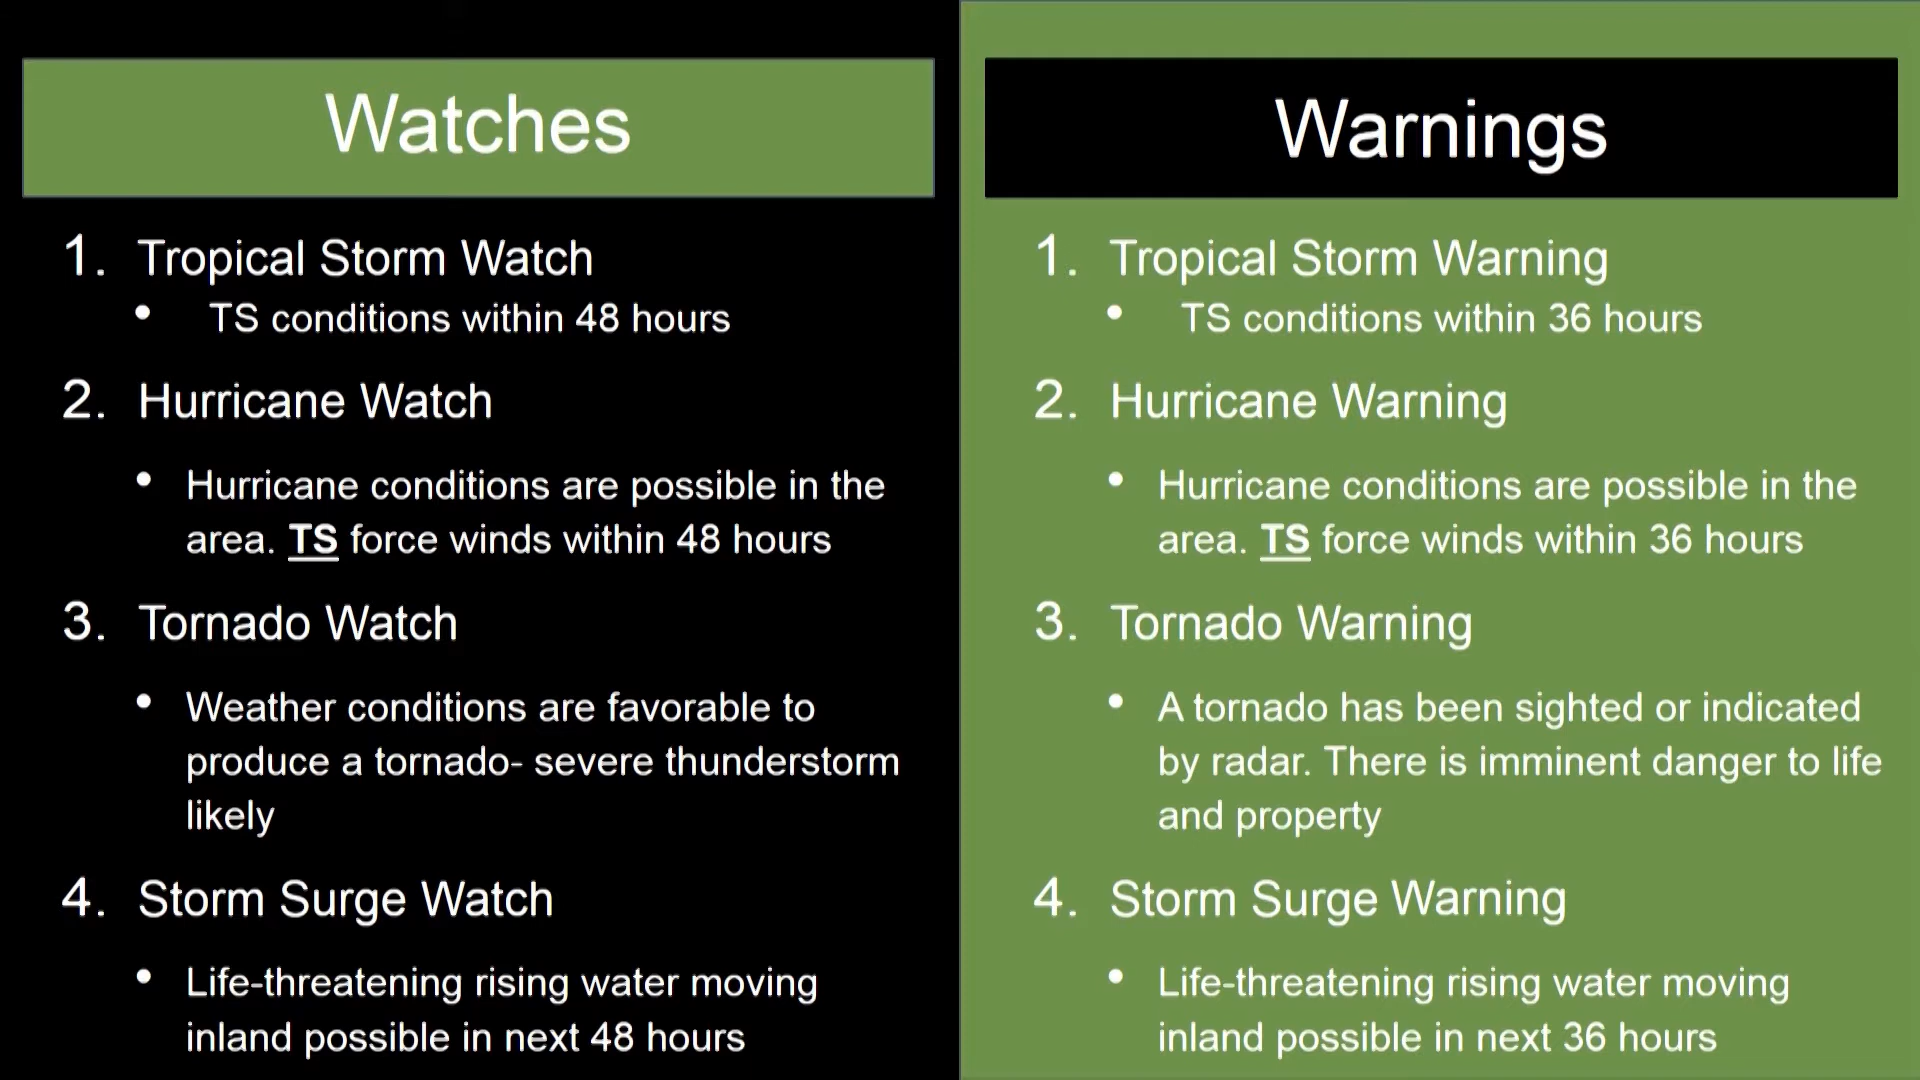 Watches
1. Tropical Storm Watch
• TS conditions within 48 hours
2. Hurricane Watch
• Hurricane conditions are possible in the
area. TS force winds within 48 hours
3. Tornado Watch
• Weather conditions are favorable to
produce a tornado- severe thunderstorm
likely
4. Storm Surge Watch
• Life-threatening rising water moving
inland possible in next 48 hours
Warnings
1. Tropical Storm Warning
• TS conditions within 36 hours
2. Hurricane Warning
• Hurricane conditions are possible in the
area. TS force winds within 36 hours
3. Tornado Warning
• A tornado has been sighted or indicated
by radar. There is imminent danger to life
and property
4. Storm Surge Warning
• Life-threatening rising water moving
inland possible in next 36 hours